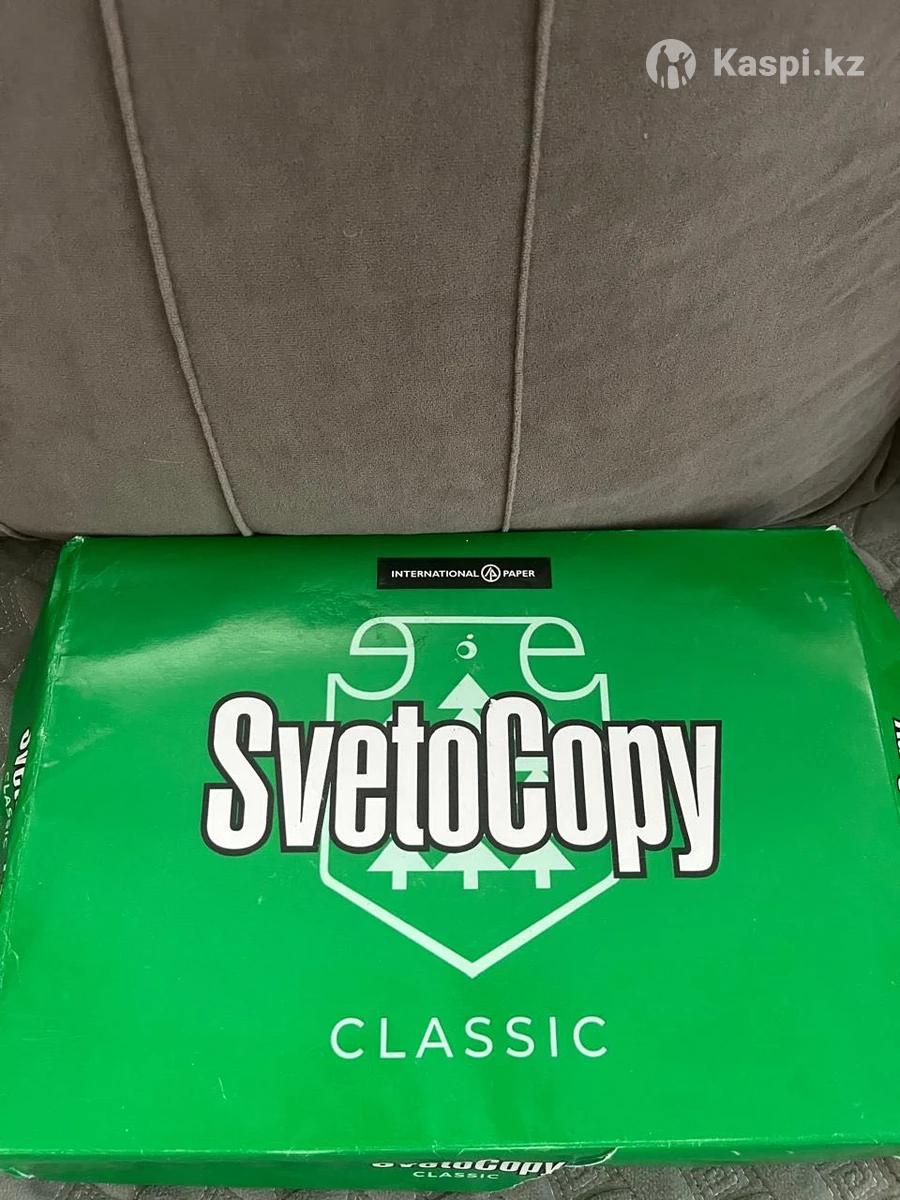 Kaspi.kz
INTERNATIONAL PAPER
SvetoCopy
CLASSIC
SvetoCopy
CLASSIC